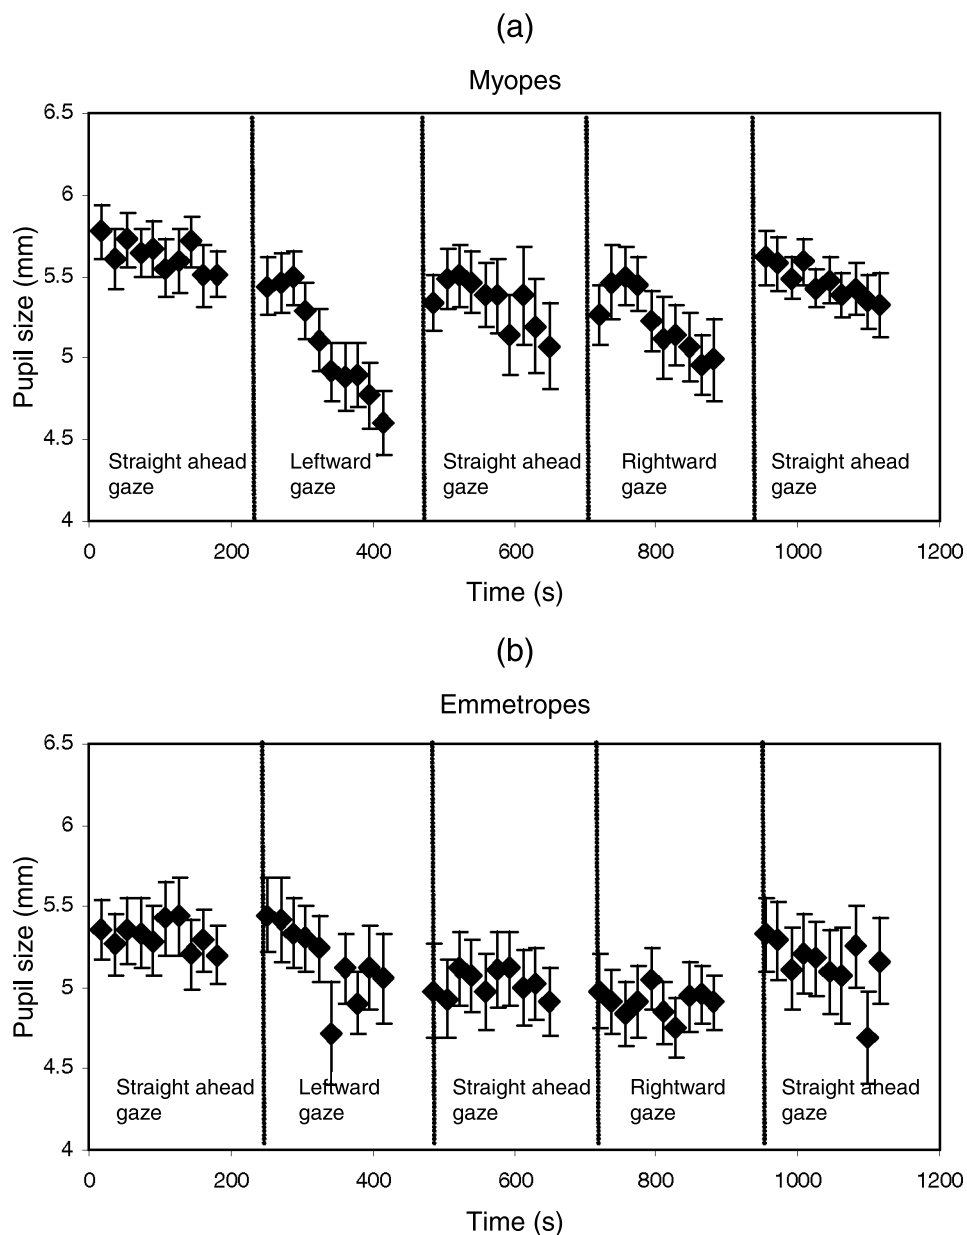 (a)
Myopes
6.5
6
5.5
5
4.5
4
Pupil size (mm)
Straight ahead gaze
Leftward gaze
Straight ahead gaze
Rightward gaze
Straight ahead gaze
0 200 400 600 800 1000 1200
Time (s)
(b)
Emmetropes
6.5
6
5.5
5
4.5
4
Pupil size (mm)
Straight ahead gaze
Leftward gaze
Straight ahead gaze
Rightward gaze
Straight ahead gaze
0 200 400 600 800 1000 1200
Time (s)